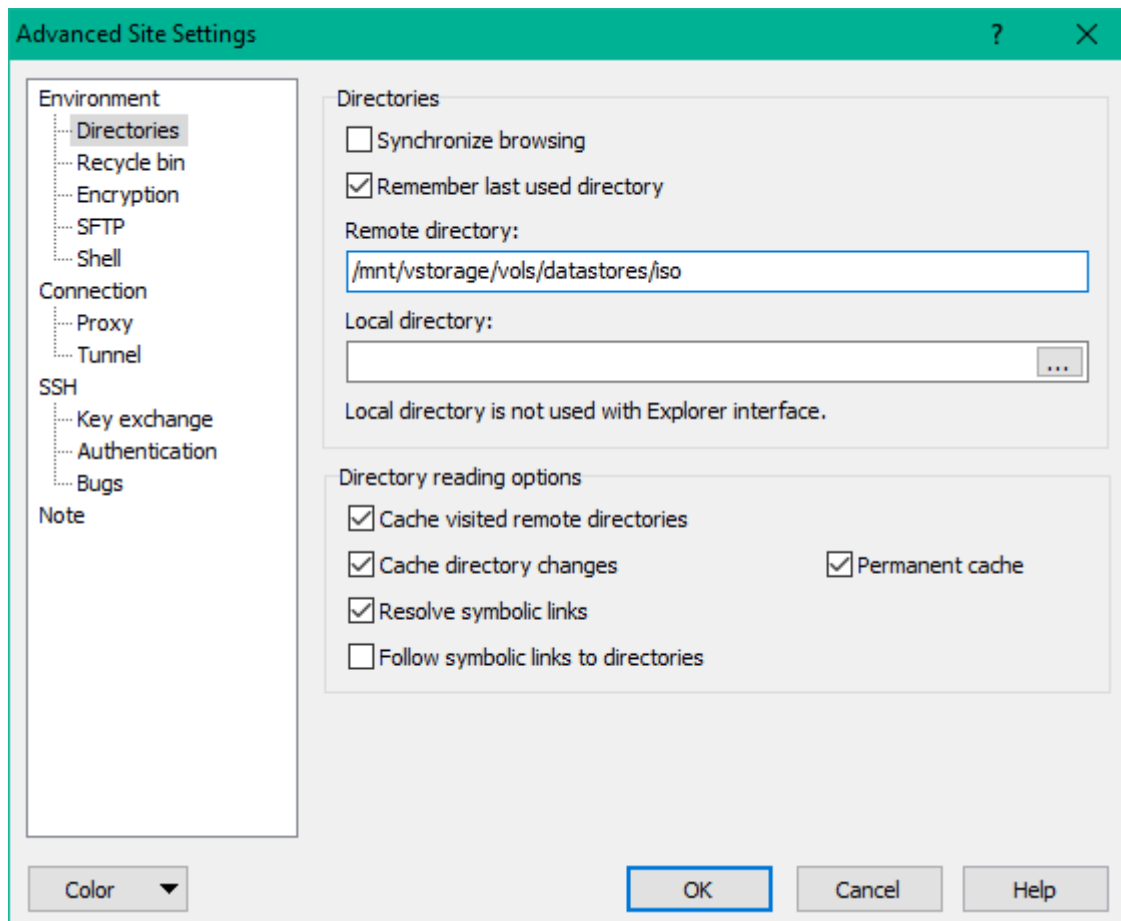 Advanced Site Settings
?
Environment
Directories
Recycle bin
Encryption
SFTP
Shell
Connection
Proxy
Tunnel
SSH
Key exchange
Authentication
Bugs
Note
Directories
Synchronize browsing
Remember last used directory
Remote directory:
/mnt/vstorage/vols/datastores/iso
Local directory:
...
Local directory is not used with Explorer interface.
Directory reading options
Cache visited remote directories
Cache directory changes
Permanent cache
Resolve symbolic links
Follow symbolic links to directories
Color
OK
Cancel
Help